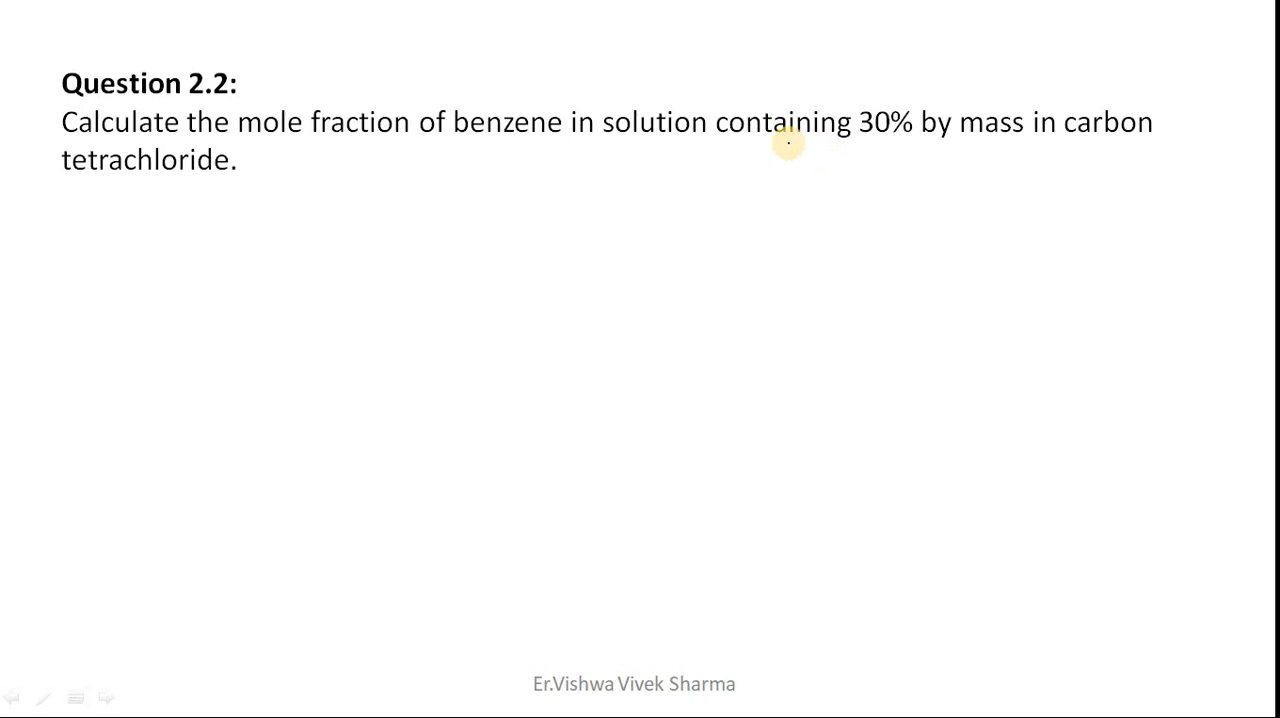 Question 2.2:
Calculate the mole fraction of benzene in solution containing 30% by mass in carbon
tetrachloride.
Er.Vishwa Vivek Sharma